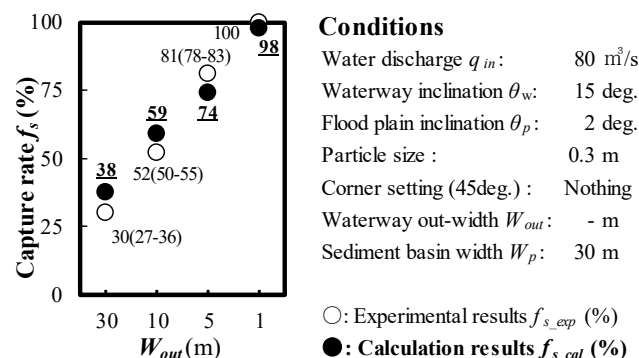 Capture rate f_s (%)
100
75
50
25
0
30
10
5
1
W_out (m)
38
30(27-36)
59
52(50-55)
81(78-83)
74
100
98
Conditions
Water discharge q_in: 80 ㎥/s
Waterway inclination θ_w: 15 deg.
Flood plain inclination θ_p: 2 deg.
Particle size : 0.3 m
Corner setting (45deg.) : Nothing
Waterway out-width W_out: - m
Sediment basin width W_p: 30 m
○: Experimental results f_s_exp (%)
●: Calculation results f_s_cal (%)